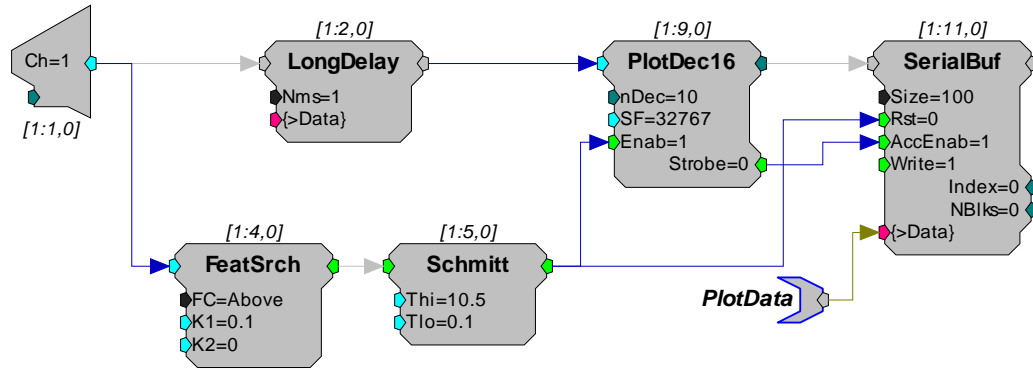 Ch=1
[1:1,0]
[1:2,0]
LongDelay
Nms=1
{>Data}
[1:9,0]
PlotDec16
nDec=10
SF=32767
Enab=1
Strobe=0
[1:11,0]
SerialBuf
Size=100
Rst=0
AccEnab=1
Write=1
Index=0
NBlks=0
{>Data}
[1:4,0]
FeatSrch
FC=Above
K1=0.1
K2=0
[1:5,0]
Schmitt
Thi=10.5
Tlo=0.1
PlotData